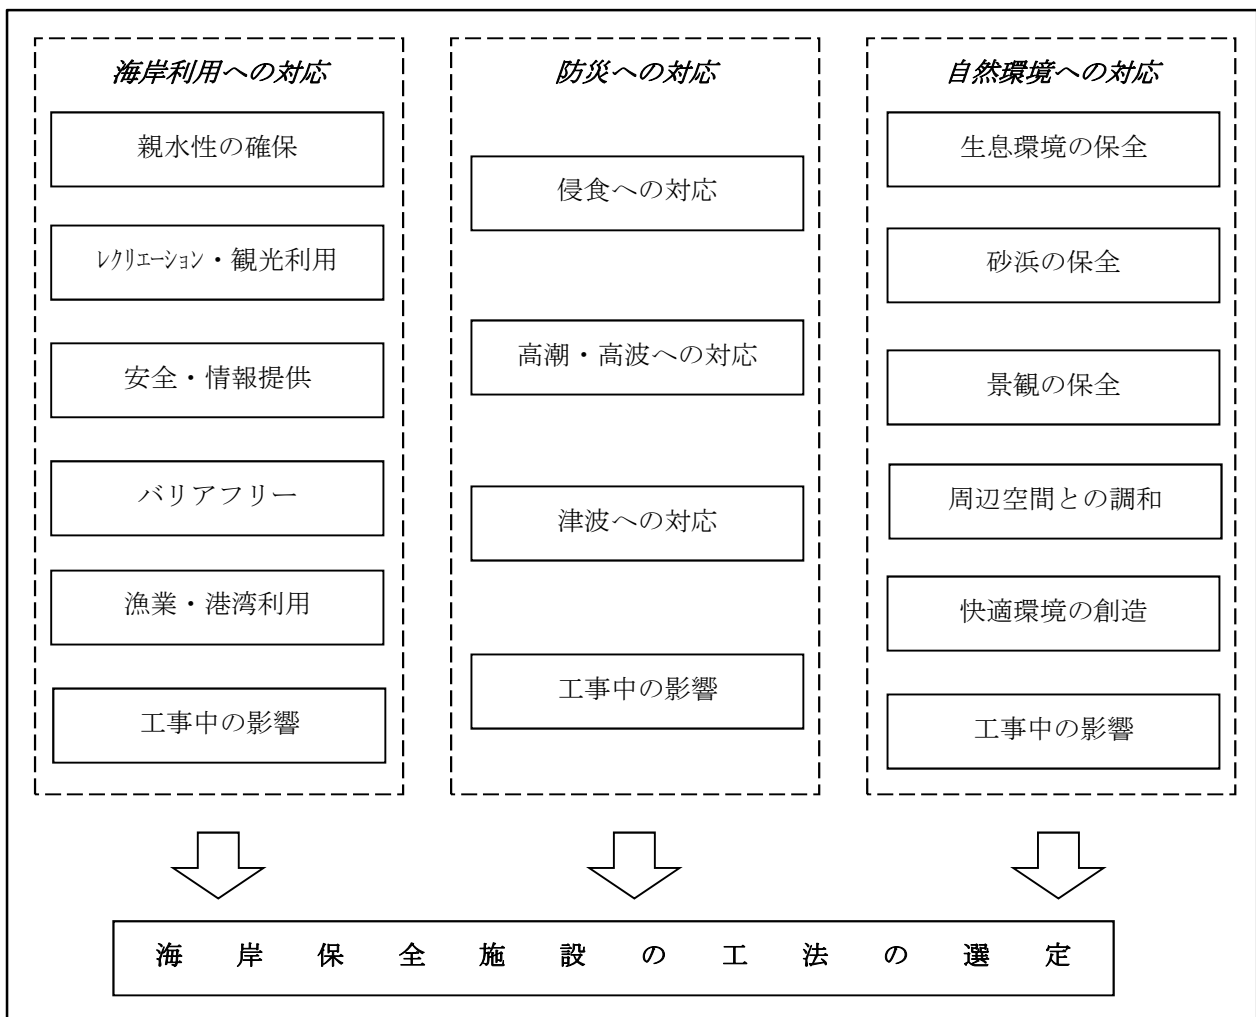 海岸利用への対応
親水性の確保
ﾚｸﾘｴｰｼｮﾝ・観光利用
安全・情報提供
バリアフリー
漁業・港湾利用
工事中の影響
防災への対応
侵食への対応
高潮・高波への対応
津波への対応
工事中の影響
自然環境への対応
生息環境の保全
砂浜の保全
景観の保全
周辺空間との調和
快適環境の創造
工事中の影響
海岸保全施設の工法の選定